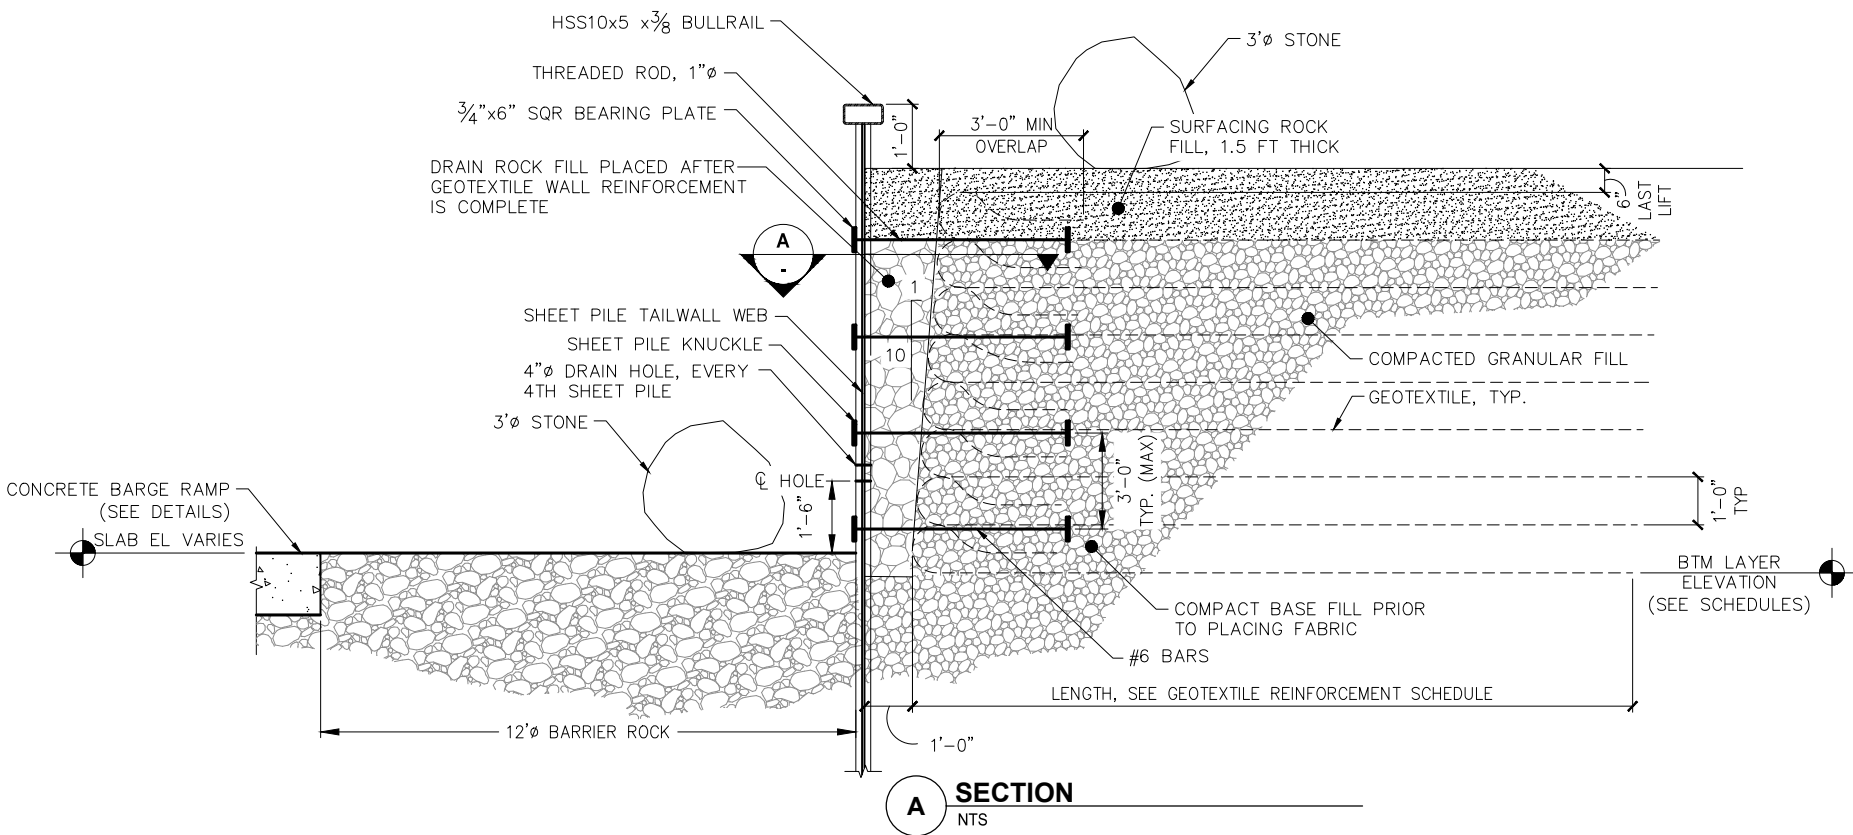 HSS10x5 x3/8 BULLRAIL
THREADED ROD, 1"ø
3/4"x6" SQR BEARING PLATE
DRAIN ROCK FILL PLACED AFTER
GEOTEXTILE WALL REINFORCEMENT
IS COMPLETE
A
-
SHEET PILE TAILWALL WEB
SHEET PILE KNUCKLE
4"ø DRAIN HOLE, EVERY
4TH SHEET PILE
3'ø STONE
℄ HOLE
1'-6"
CONCRETE BARGE RAMP
(SEE DETAILS)
SLAB EL VARIES
12'ø BARRIER ROCK
1'-0"
3'-0" MIN
OVERLAP
3'ø STONE
SURFACING ROCK
FILL, 1.5 FT THICK
6"
LAST
LIFT
1
10
COMPACTED GRANULAR FILL
GEOTEXTILE, TYP.
3'-0"
TYP. (MAX)
1'-0"
TYP
BTM LAYER
ELEVATION
(SEE SCHEDULES)
COMPACT BASE FILL PRIOR
TO PLACING FABRIC
#6 BARS
LENGTH, SEE GEOTEXTILE REINFORCEMENT SCHEDULE
1'-0"
A
SECTION
NTS